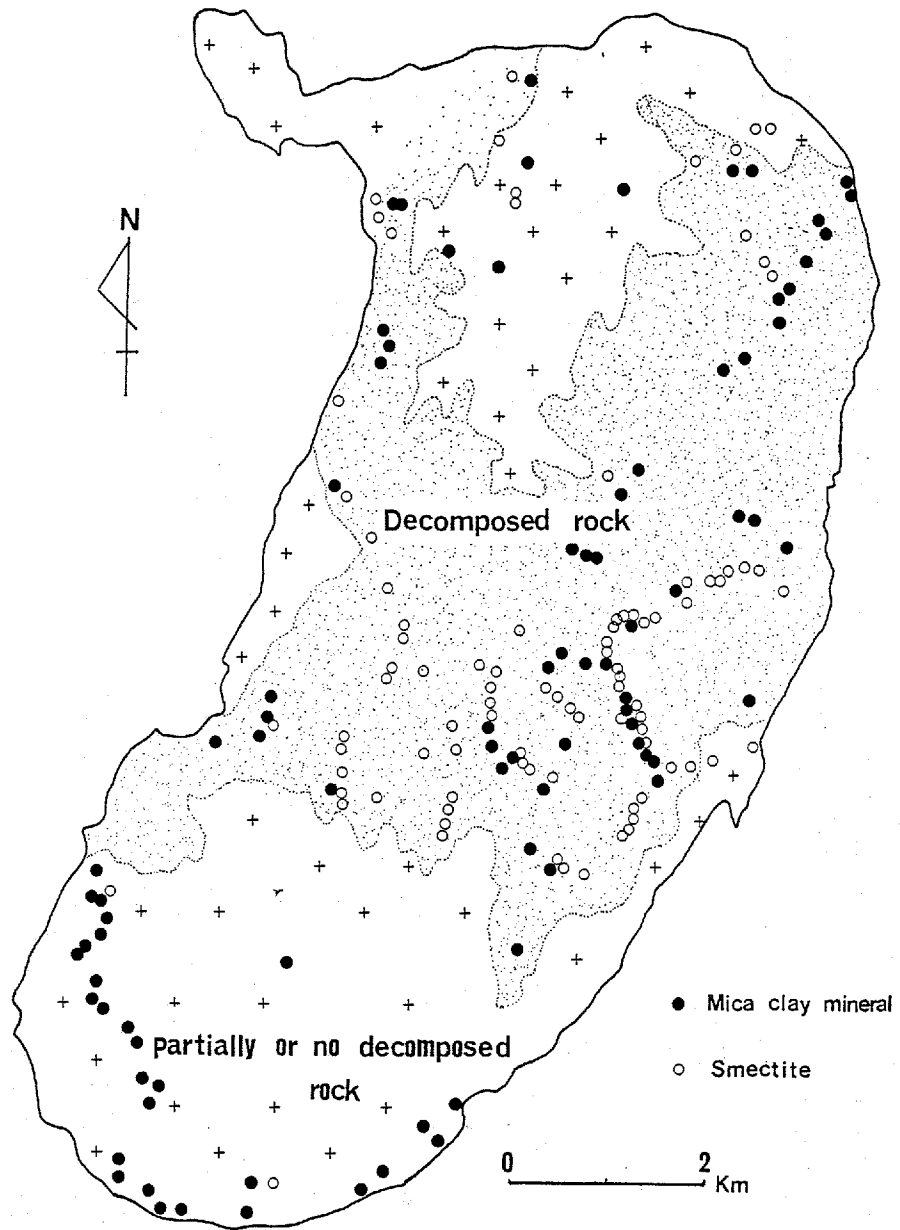 N
Decomposed rock
Mica clay mineral
Smectite
partially or no decomposed
rock
0 2
Km